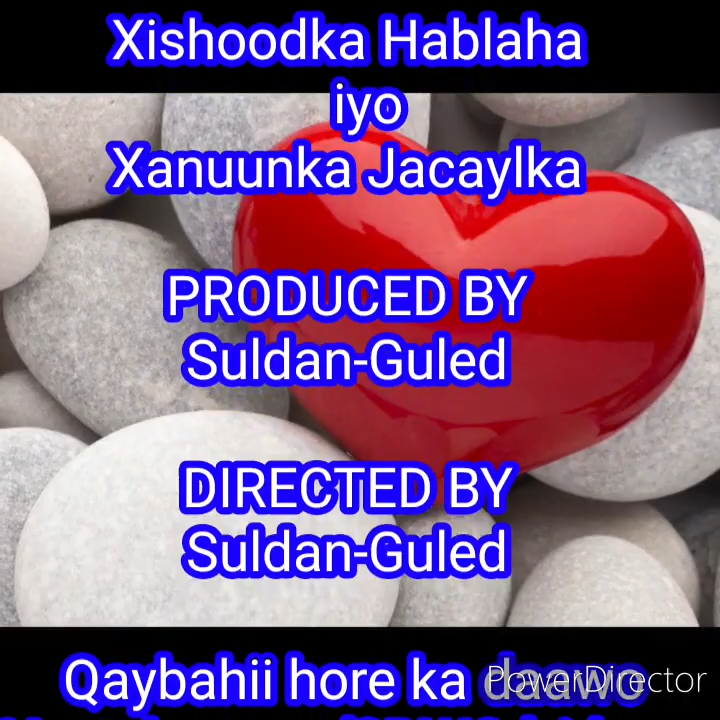 Xishoodka Hablaha
iyo
Xanuunka Jacaylka
PRODUCED BY
Suldan-Guled
DIRECTED BY
Suldan-Guled
Qaybahii hore ka daawo
PowerDirector